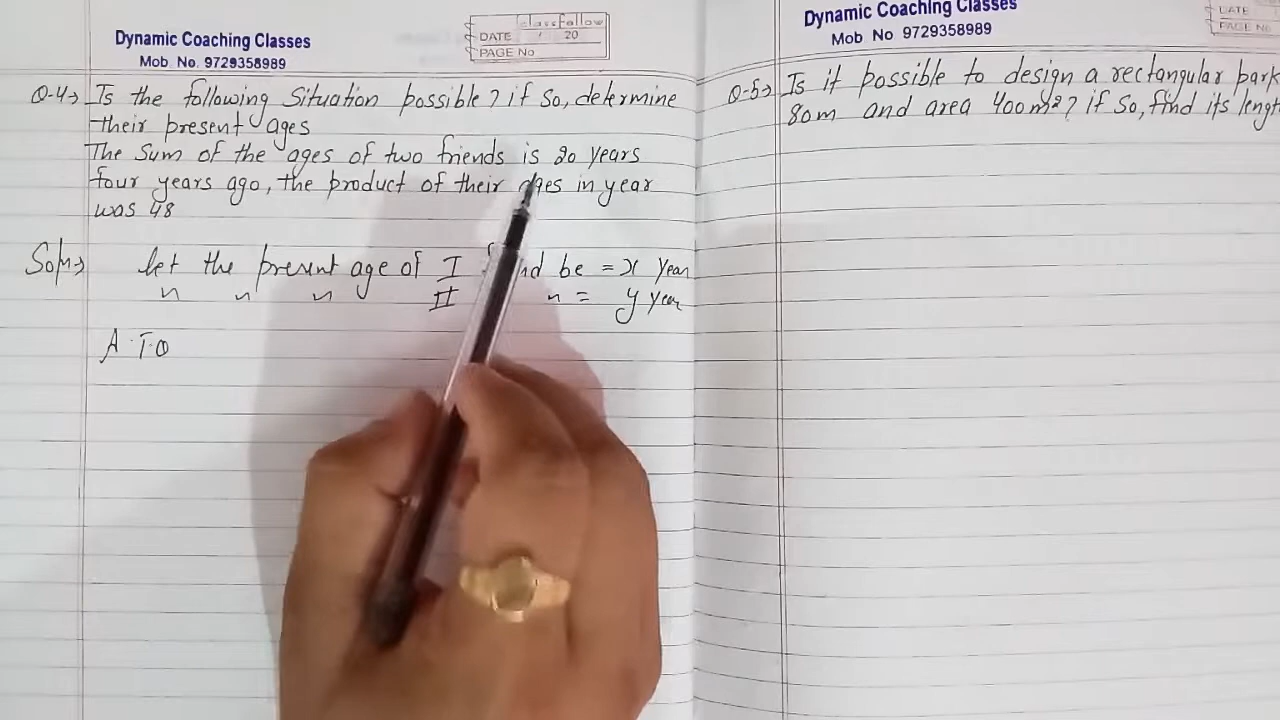 Dynamic Coaching Classes
Mob. No. 9729358989
classfellow
DATE / 20
PAGE No
Q.4→ Is the following Situation possible? if So, determine
their present ages
The Sum of the ages of two friends is 20 years
four years ago, the product of their ages in year
was 48
Soln→ let the present age of I be = x Year
II = y year
A.T.Q
Dynamic Coaching Classes
Mob No 9729358989
DATE
PAGE No
Q.5→ Is it possible to design a rectangular park
80m and area 400m²? if So, find its lengt